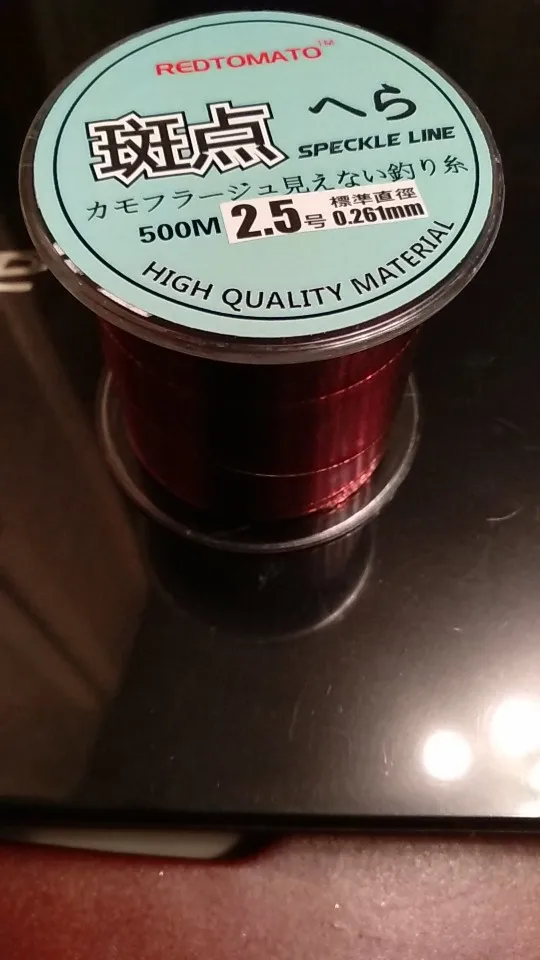 REDTOMATO™
斑点 へら
SPECKLE LINE
カモフラージュ見えない釣り糸
500M 2.5号 標準直徑 0.261mm
HIGH QUALITY MATERIAL